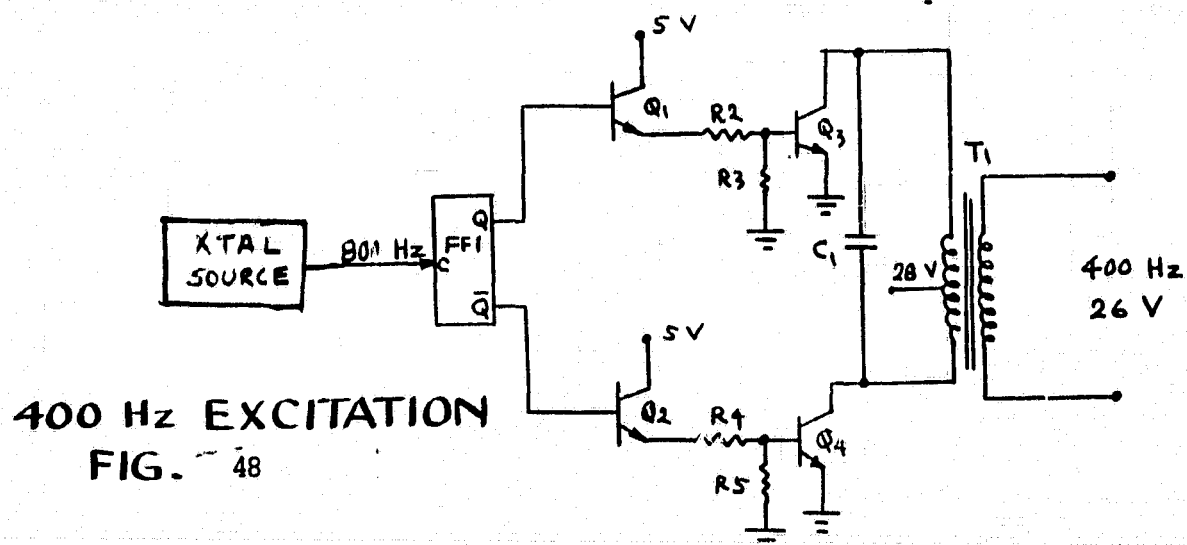 5 V
Q1
R2
Q3
R3
T1
XTAL
SOURCE
800 Hz
C
FF1
Q
Q̅
C1
28 V
400 Hz
26 V
5 V
Q2
R4
Q4
R5
400 Hz EXCITATION
FIG. 48